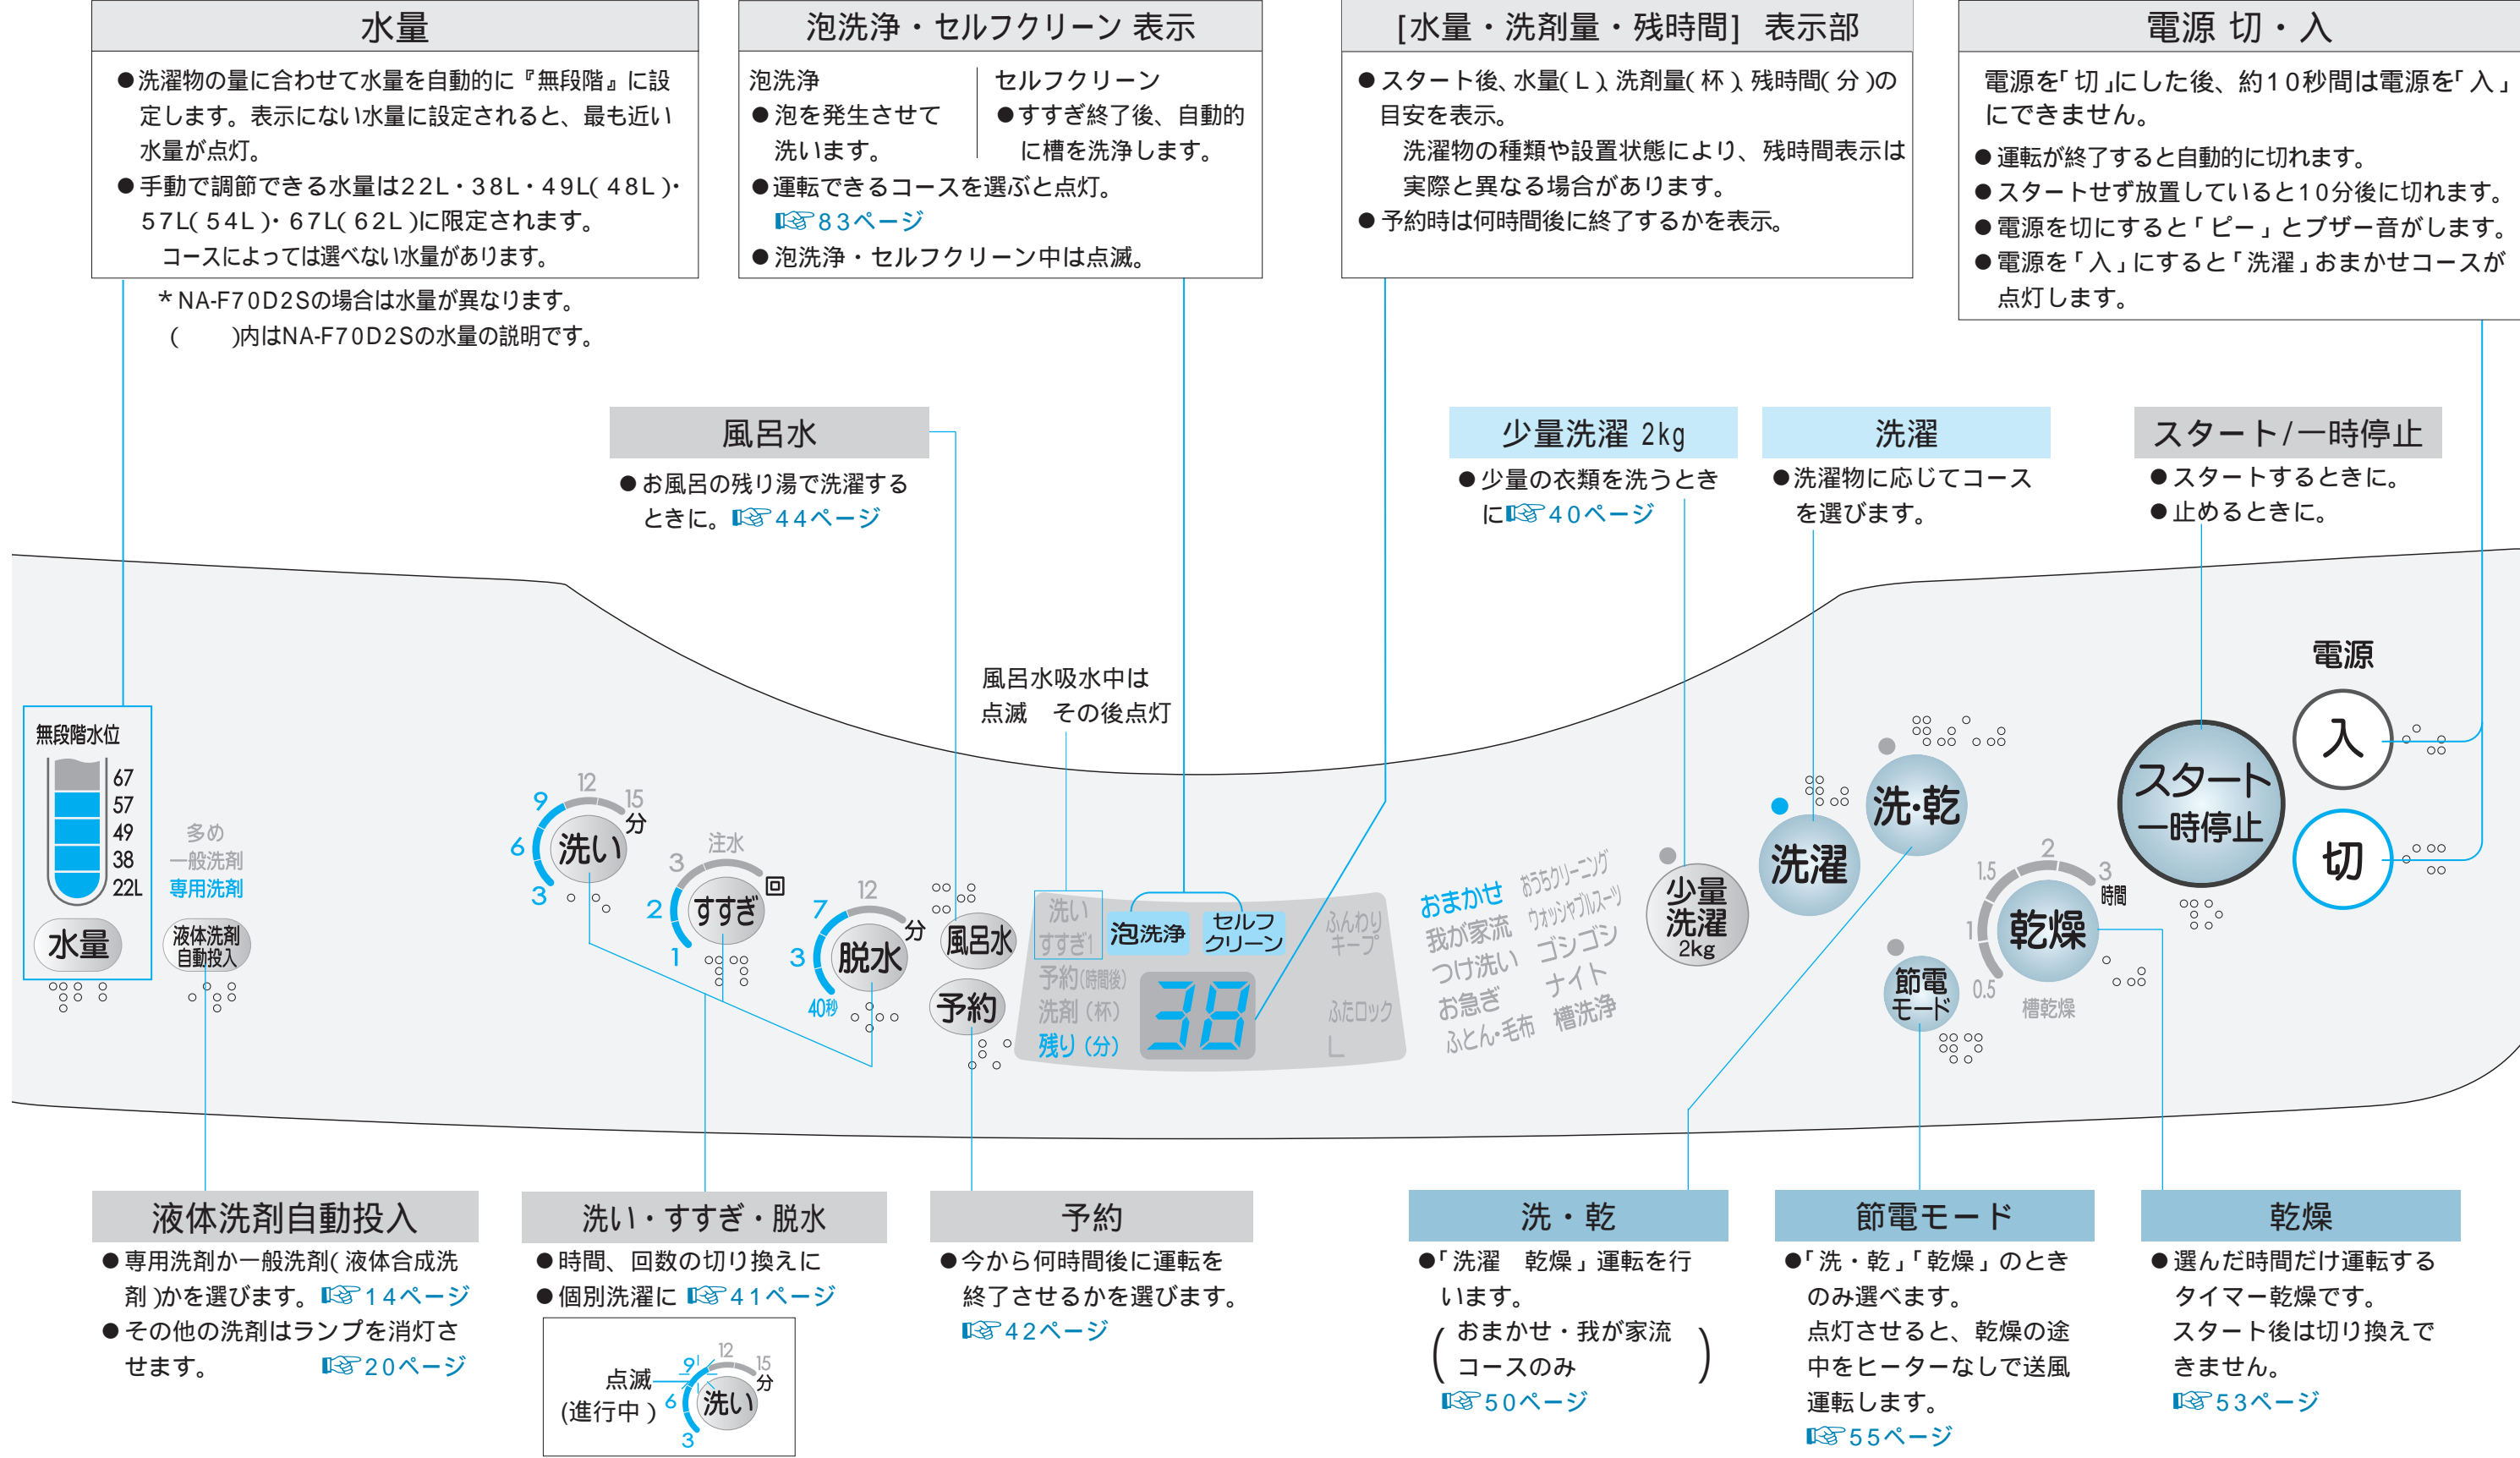 水量
●洗濯物の量に合わせて水量を自動的に『無段階』に設
定します。表示にない水量に設定されると、最も近い
水量が点灯。
●手動で調節できる水量は22L・38L・49L(48L)・
57L(54L)・67L(62L)に限定されます。
コースによっては選べない水量があります。
*NA-F70D2Sの場合は水量が異なります。
(　　)内はNA-F70D2Sの水量の説明です。
泡洗浄・セルフクリーン 表示
泡洗浄
●泡を発生させて
洗います。
セルフクリーン
●すすぎ終了後、自動的
に槽を洗浄します。
●運転できるコースを選ぶと点灯。
☞83ページ
●泡洗浄・セルフクリーン中は点滅。
[水量・洗剤量・残時間] 表示部
●スタート後、水量(L)、洗剤量(杯)、残時間(分)の
目安を表示。
洗濯物の種類や設置状態により、残時間表示は
実際と異なる場合があります。
●予約時は何時間後に終了するかを表示。
電源 切・入
電源を「切」にした後、約10秒間は電源を「入」
にできません。
●運転が終了すると自動的に切れます。
●スタートせず放置していると10分後に切れます。
●電源を切にすると「ピー」とブザー音がします。
●電源を「入」にすると「洗濯」おまかせコースが
点灯します。
風呂水
●お風呂の残り湯で洗濯する
ときに。☞44ページ
少量洗濯 2kg
●少量の衣類を洗うとき
に☞40ページ
洗濯
●洗濯物に応じてコース
を選びます。
スタート/一時停止
●スタートするときに。
●止めるときに。
風呂水吸水中は
点滅　その後点灯
無段階水位
67
57
49
38
22L
水量
多め
一般洗剤
専用洗剤
液体洗剤
自動投入
3
6
9
12
15
分
洗い
1
2
3
注水
回
すすぎ
40秒
3
7
12
分
脱水
風呂水
予約
洗い
すすぎ1
予約(時間後)
洗剤(杯)
残り(分)
泡洗浄
セルフ
クリーン
38
ふんわり
キープ
ふたロック
L
おまかせ おうちクリーニング
我が家流 ウォッシャブルスーツ
つけ洗い ゴシゴシ
お急ぎ ナイト
ふとん・毛布 槽洗浄
少量
洗濯
2kg
洗濯
洗・乾
節電
モード
0.5
1
1.5
2
3
時間
乾燥
槽乾燥
スタート
一時停止
電源
入
切
液体洗剤自動投入
●専用洗剤か一般洗剤(液体合成洗
剤)かを選びます。☞14ページ
●その他の洗剤はランプを消灯さ
せます。　☞20ページ
洗い・すすぎ・脱水
●時間、回数の切り換えに
●個別洗濯に ☞41ページ
点滅
(進行中)
3
6
9
12
15
分
洗い
予約
●今から何時間後に運転を
終了させるかを選びます。
☞42ページ
洗・乾
●「洗濯　乾燥」運転を行
います。
(おまかせ・我が家流
コースのみ)
☞50ページ
節電モード
●「洗・乾」「乾燥」のとき
のみ選べます。
点灯させると、乾燥の途
中をヒーターなしで送風
運転します。
☞55ページ
乾燥
●選んだ時間だけ運転する
タイマー乾燥です。
スタート後は切り換えで
きません。
☞53ページ